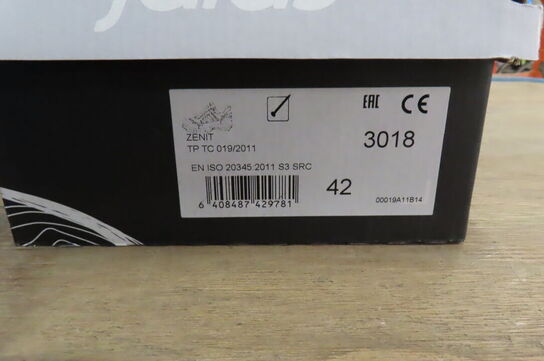 jalas
ZENIT
TP TC 019/2011
EAC CE
3018
EN ISO 20345:2011 S3 SRC
6 408487 429781
42
00019A11B14